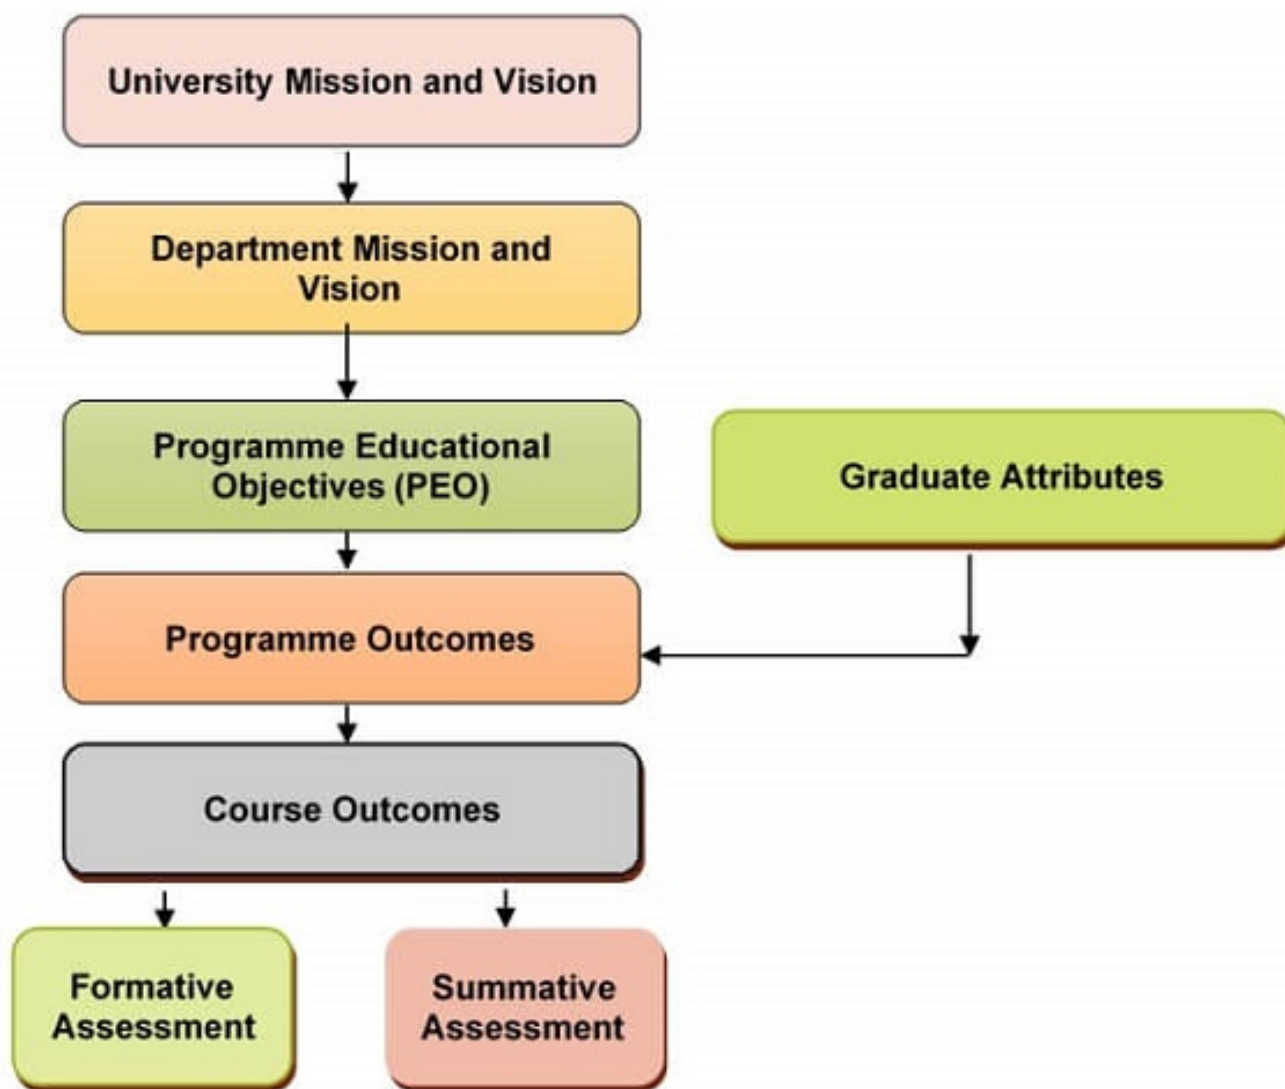 University Mission and Vision
Department Mission and
Vision
Programme Educational
Objectives (PEO)
Graduate Attributes
Programme Outcomes
Course Outcomes
Formative
Assessment
Summative
Assessment